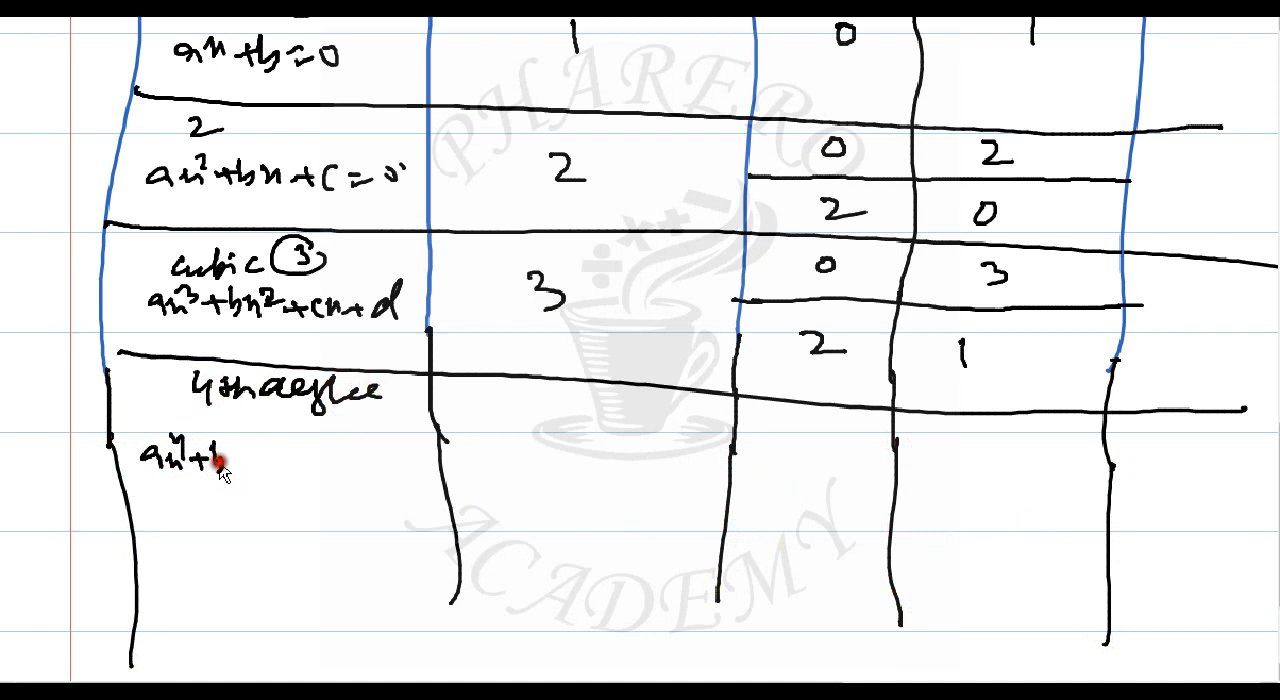 ax+b=0 1 0 1
2
ax²+bx+c=0 2 0 2
2 0
cubic 3 0 3
ax³+bx²+cx+d 3
2 1
4th degree
ax⁴+b
PHARERO
ACADEMY